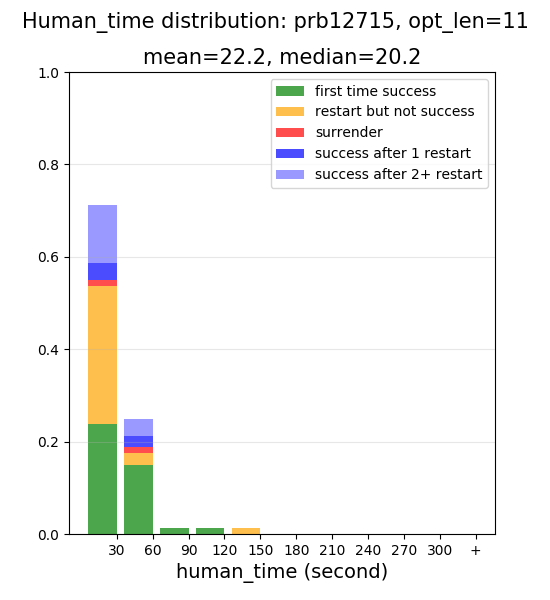 Human_time distribution: prb12715, opt_len=11
mean=22.2, median=20.2
first time success
restart but not success
surrender
success after 1 restart
success after 2+ restart
1.0
0.8
0.6
0.4
0.2
0.0
30 60 90 120 150 180 210 240 270 300 +
human_time (second)